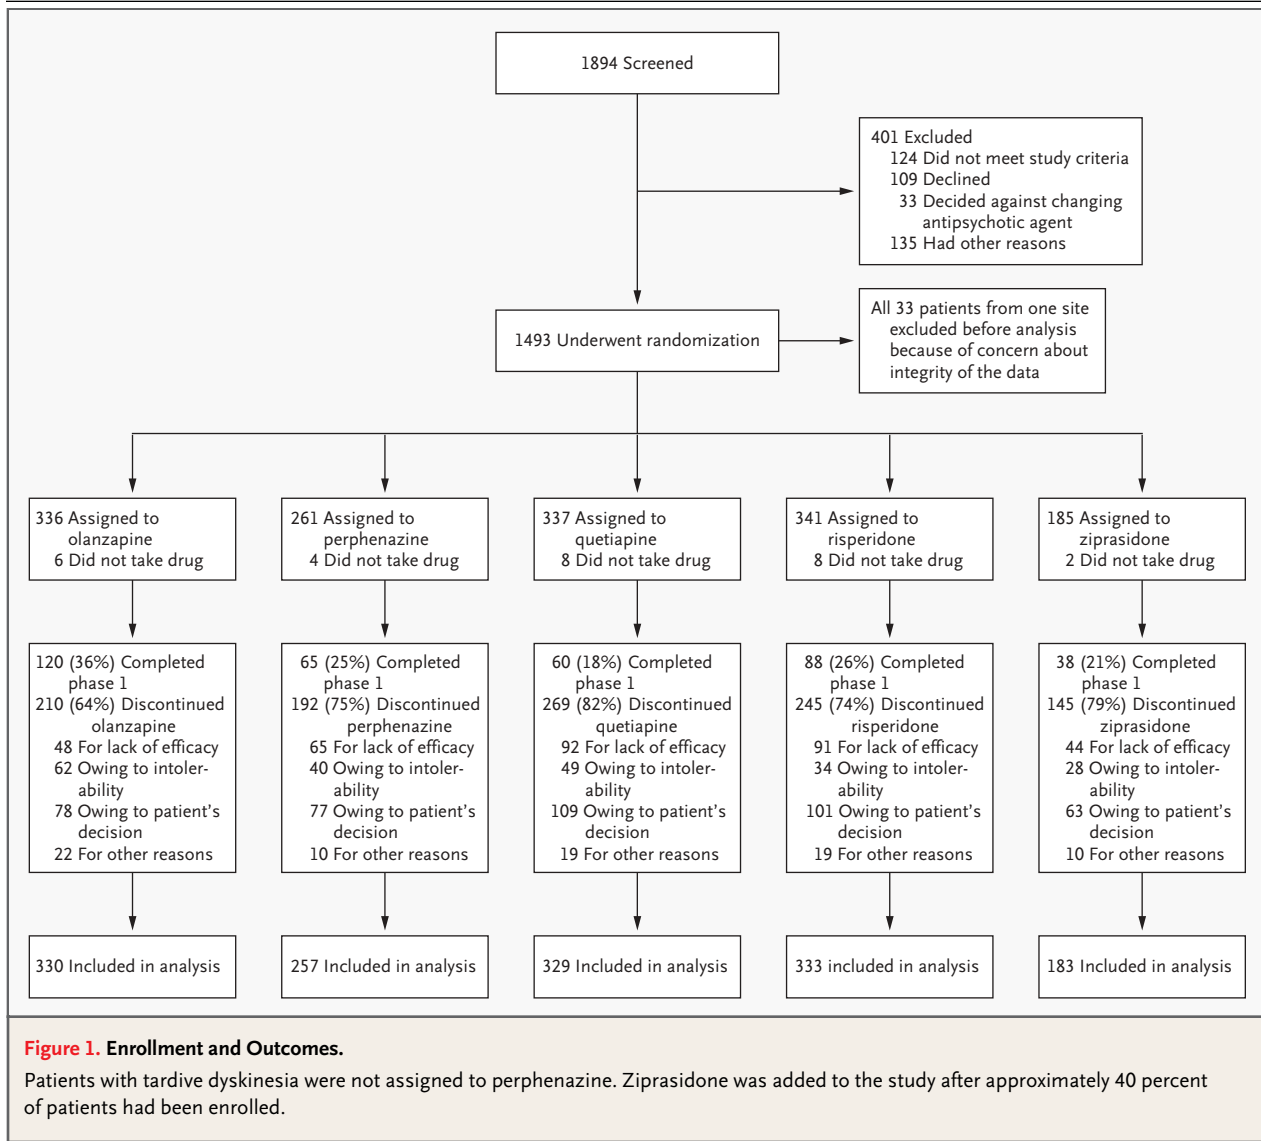 1894 Screened
401 Excluded
124 Did not meet study criteria
109 Declined
33 Decided against changing
antipsychotic agent
135 Had other reasons
1493 Underwent randomization
All 33 patients from one site
excluded before analysis
because of concern about
integrity of the data
336 Assigned to
olanzapine
6 Did not take drug
261 Assigned to
perphenazine
4 Did not take drug
337 Assigned to
quetiapine
8 Did not take drug
341 Assigned to
risperidone
8 Did not take drug
185 Assigned to
ziprasidone
2 Did not take drug
120 (36%) Completed
phase 1
210 (64%) Discontinued
olanzapine
48 For lack of efficacy
62 Owing to intoler-
ability
78 Owing to patient’s
decision
22 For other reasons
65 (25%) Completed
phase 1
192 (75%) Discontinued
perphenazine
65 For lack of efficacy
40 Owing to intoler-
ability
77 Owing to patient’s
decision
10 For other reasons
60 (18%) Completed
phase 1
269 (82%) Discontinued
quetiapine
92 For lack of efficacy
49 Owing to intoler-
ability
109 Owing to patient’s
decision
19 For other reasons
88 (26%) Completed
phase 1
245 (74%) Discontinued
risperidone
91 For lack of efficacy
34 Owing to intoler-
ability
101 Owing to patient’s
decision
19 For other reasons
38 (21%) Completed
phase 1
145 (79%) Discontinued
ziprasidone
44 For lack of efficacy
28 Owing to intoler-
ability
63 Owing to patient’s
decision
10 For other reasons
330 Included in analysis
257 Included in analysis
329 Included in analysis
333 included in analysis
183 Included in analysis
Figure 1. Enrollment and Outcomes.
Patients with tardive dyskinesia were not assigned to perphenazine. Ziprasidone was added to the study after approximately 40 percent
of patients had been enrolled.